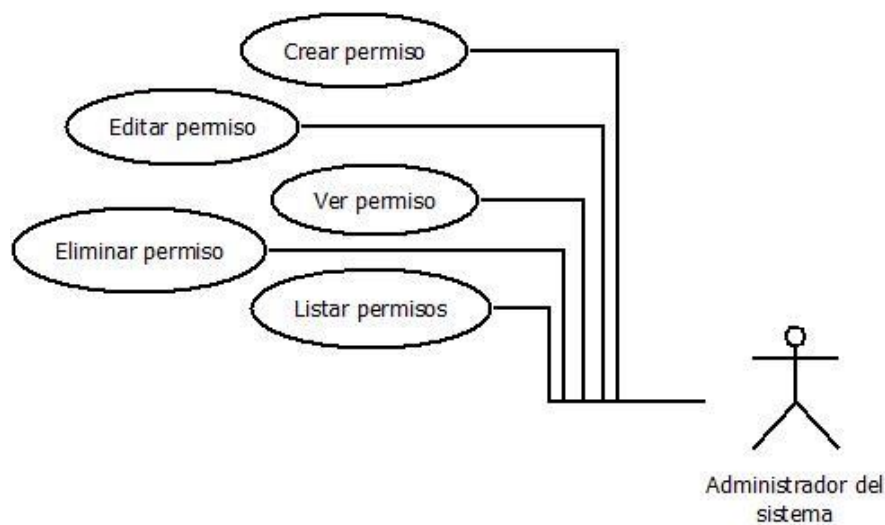 Crear permiso
Editar permiso
Ver permiso
Eliminar permiso
Listar permisos
Administrador del
sistema